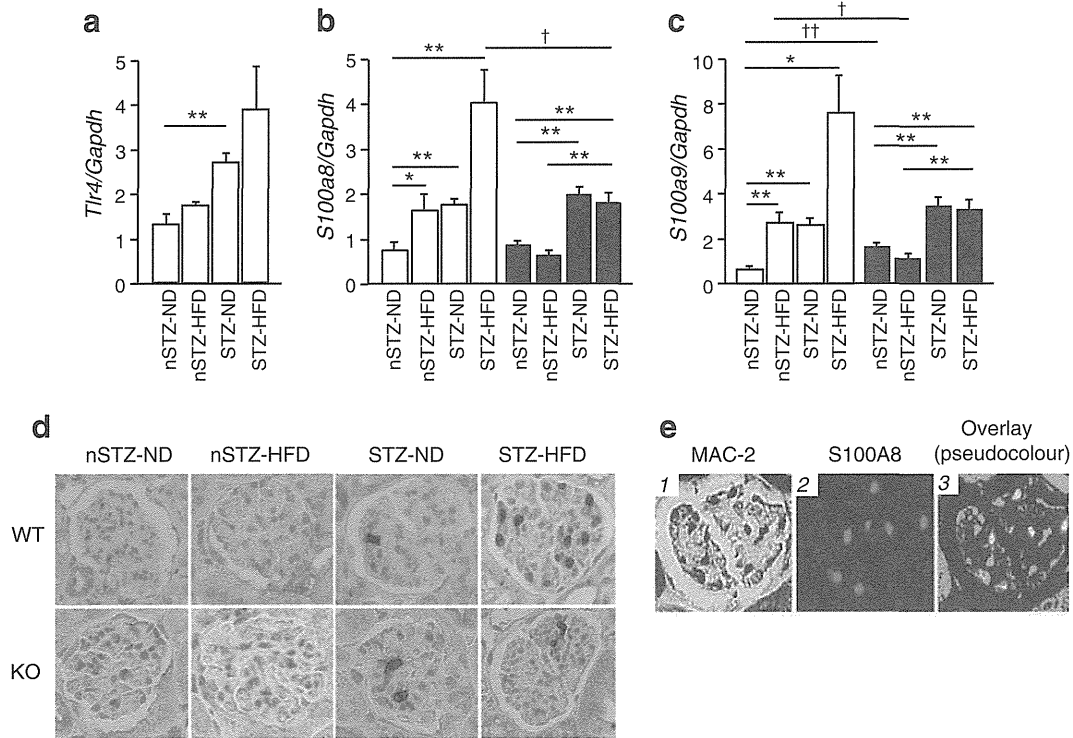 a
Tlr4/Gapdh
5
4
3
2
1
0
**
nSTZ-ND
nSTZ-HFD
STZ-ND
STZ-HFD
b
S100a8/Gapdh
5
4
3
2
1
0
**
†
**
*
**
**
**
nSTZ-ND
nSTZ-HFD
STZ-ND
STZ-HFD
nSTZ-ND
nSTZ-HFD
STZ-ND
STZ-HFD
c
S100a9/Gapdh
10
8
6
4
2
0
†
††
*
**
**
**
**
**
nSTZ-ND
nSTZ-HFD
STZ-ND
STZ-HFD
nSTZ-ND
nSTZ-HFD
STZ-ND
STZ-HFD
d
nSTZ-ND nSTZ-HFD STZ-ND STZ-HFD
WT
KO
e
MAC-2
S100A8
Overlay
(pseudocolour)
1
2
3